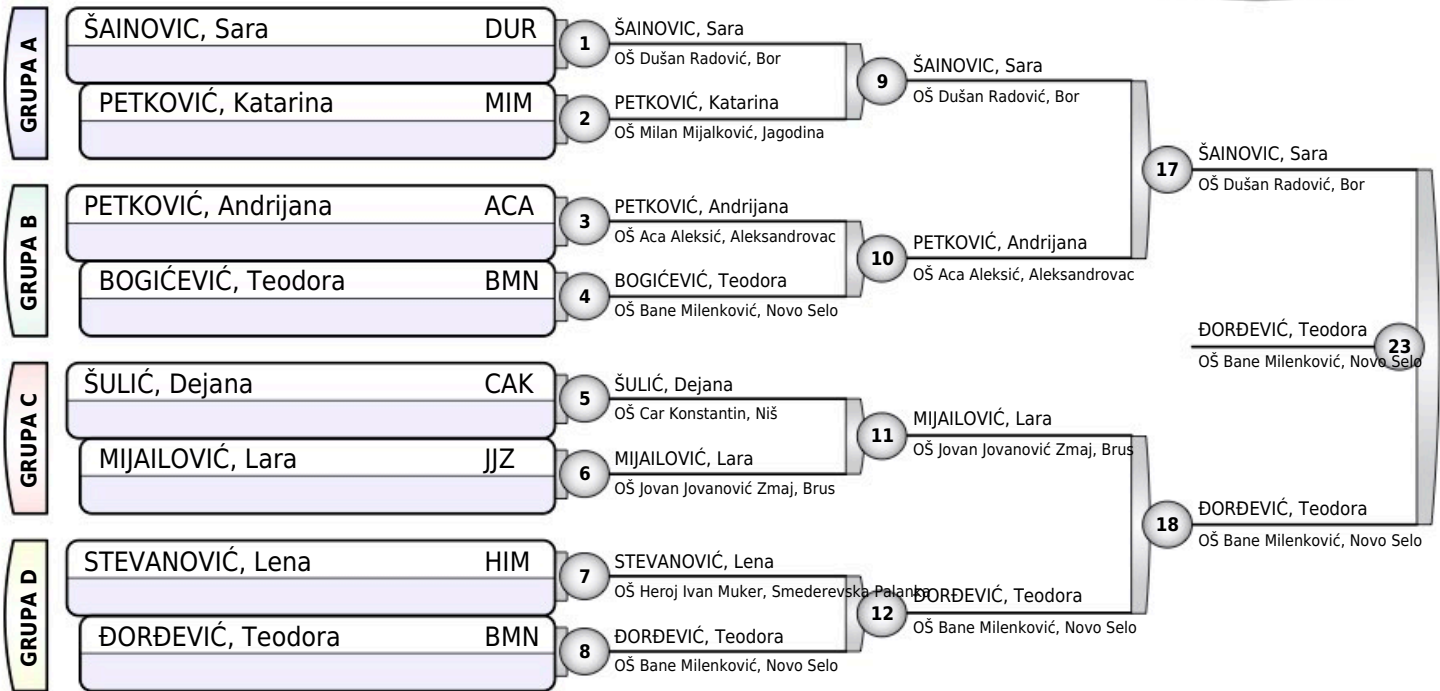 GRUPA A
ŠAINOVIC, Sara DUR
PETKOVIĆ, Katarina MIM
1
ŠAINOVIC, Sara
OŠ Dušan Radović, Bor
2
PETKOVIĆ, Katarina
OŠ Milan Mijalković, Jagodina
9
ŠAINOVIC, Sara
OŠ Dušan Radović, Bor
GRUPA B
PETKOVIĆ, Andrijana ACA
BOGIĆEVIĆ, Teodora BMN
3
PETKOVIĆ, Andrijana
OŠ Aca Aleksić, Aleksandrovac
4
BOGIĆEVIĆ, Teodora
OŠ Bane Milenković, Novo Selo
10
PETKOVIĆ, Andrijana
OŠ Aca Aleksić, Aleksandrovac
17
ŠAINOVIC, Sara
OŠ Dušan Radović, Bor
GRUPA C
ŠULIĆ, Dejana CAK
MIJAILOVIĆ, Lara JJZ
5
ŠULIĆ, Dejana
OŠ Car Konstantin, Niš
6
MIJAILOVIĆ, Lara
OŠ Jovan Jovanović Zmaj, Brus
11
MIJAILOVIĆ, Lara
OŠ Jovan Jovanović Zmaj, Brus
GRUPA D
STEVANOVIĆ, Lena HIM
ĐORĐEVIĆ, Teodora BMN
7
STEVANOVIĆ, Lena
OŠ Heroj Ivan Muker, Smederevska Palanka
8
ĐORĐEVIĆ, Teodora
OŠ Bane Milenković, Novo Selo
12
ĐORĐEVIĆ, Teodora
OŠ Bane Milenković, Novo Selo
18
ĐORĐEVIĆ, Teodora
OŠ Bane Milenković, Novo Selo
23
ĐORĐEVIĆ, Teodora
OŠ Bane Milenković, Novo Selo